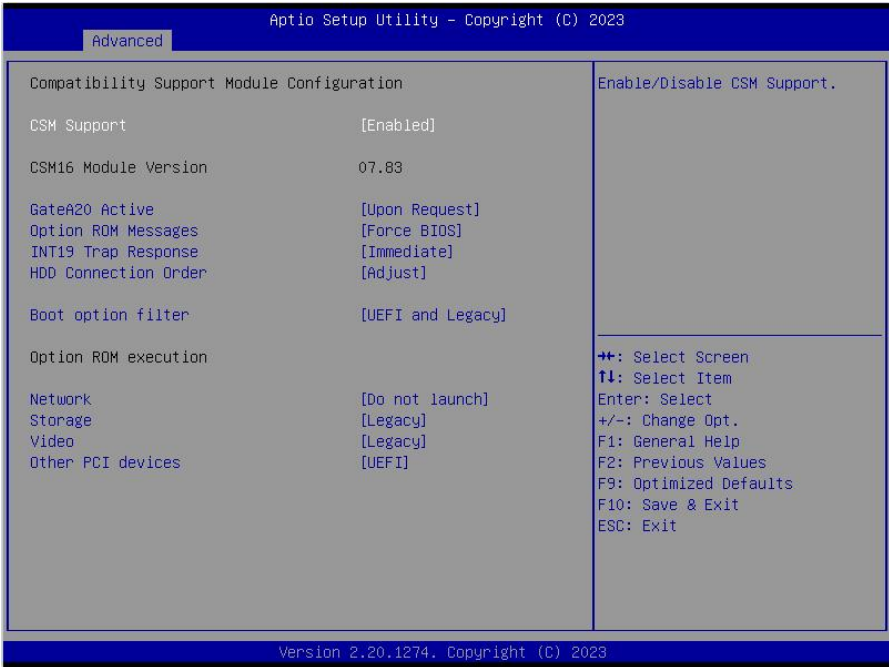 Aptio Setup Utility – Copyright (C) 2023
Advanced
Compatibility Support Module Configuration
CSM Support [Enabled]
CSM16 Module Version 07.83
GateA20 Active [Upon Request]
Option ROM Messages [Force BIOS]
INT19 Trap Response [Immediate]
HDD Connection Order [Adjust]
Boot option filter [UEFI and Legacy]
Option ROM execution
Network [Do not launch]
Storage [Legacy]
Video [Legacy]
Other PCI devices [UEFI]
Enable/Disable CSM Support.
→←: Select Screen
↑↓: Select Item
Enter: Select
+/-: Change Opt.
F1: General Help
F2: Previous Values
F9: Optimized Defaults
F10: Save & Exit
ESC: Exit
Version 2.20.1274. Copyright (C) 2023